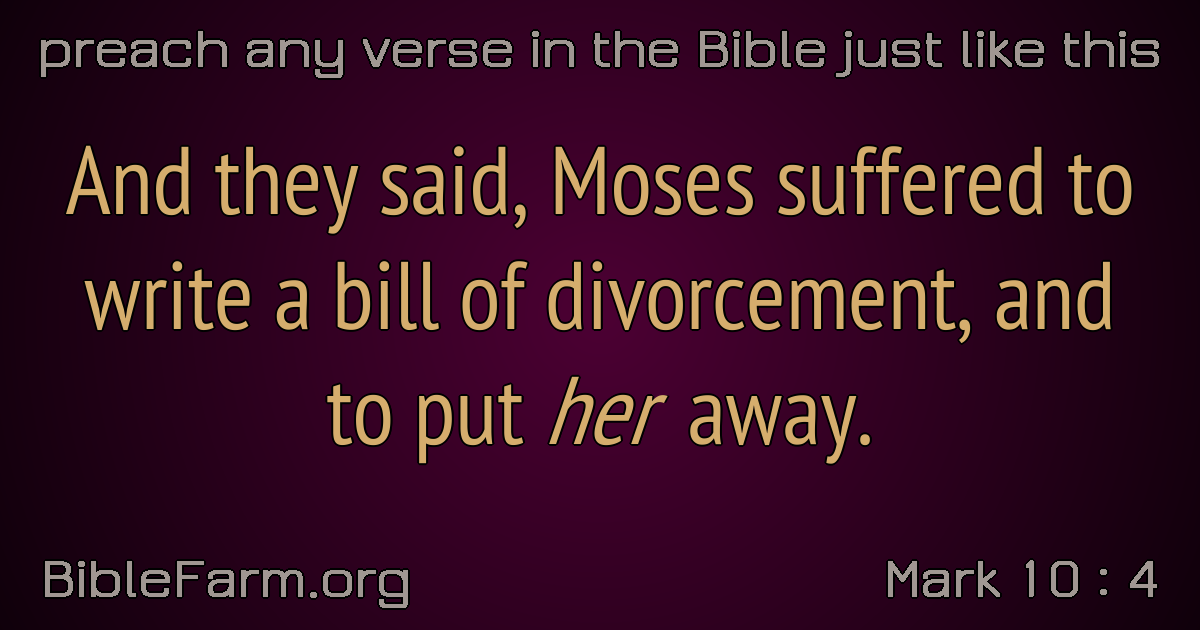 preach any verse in the Bible just like this
And they said, Moses suffered to
write a bill of divorcement, and
to put her away.
BibleFarm.org
Mark 10 : 4